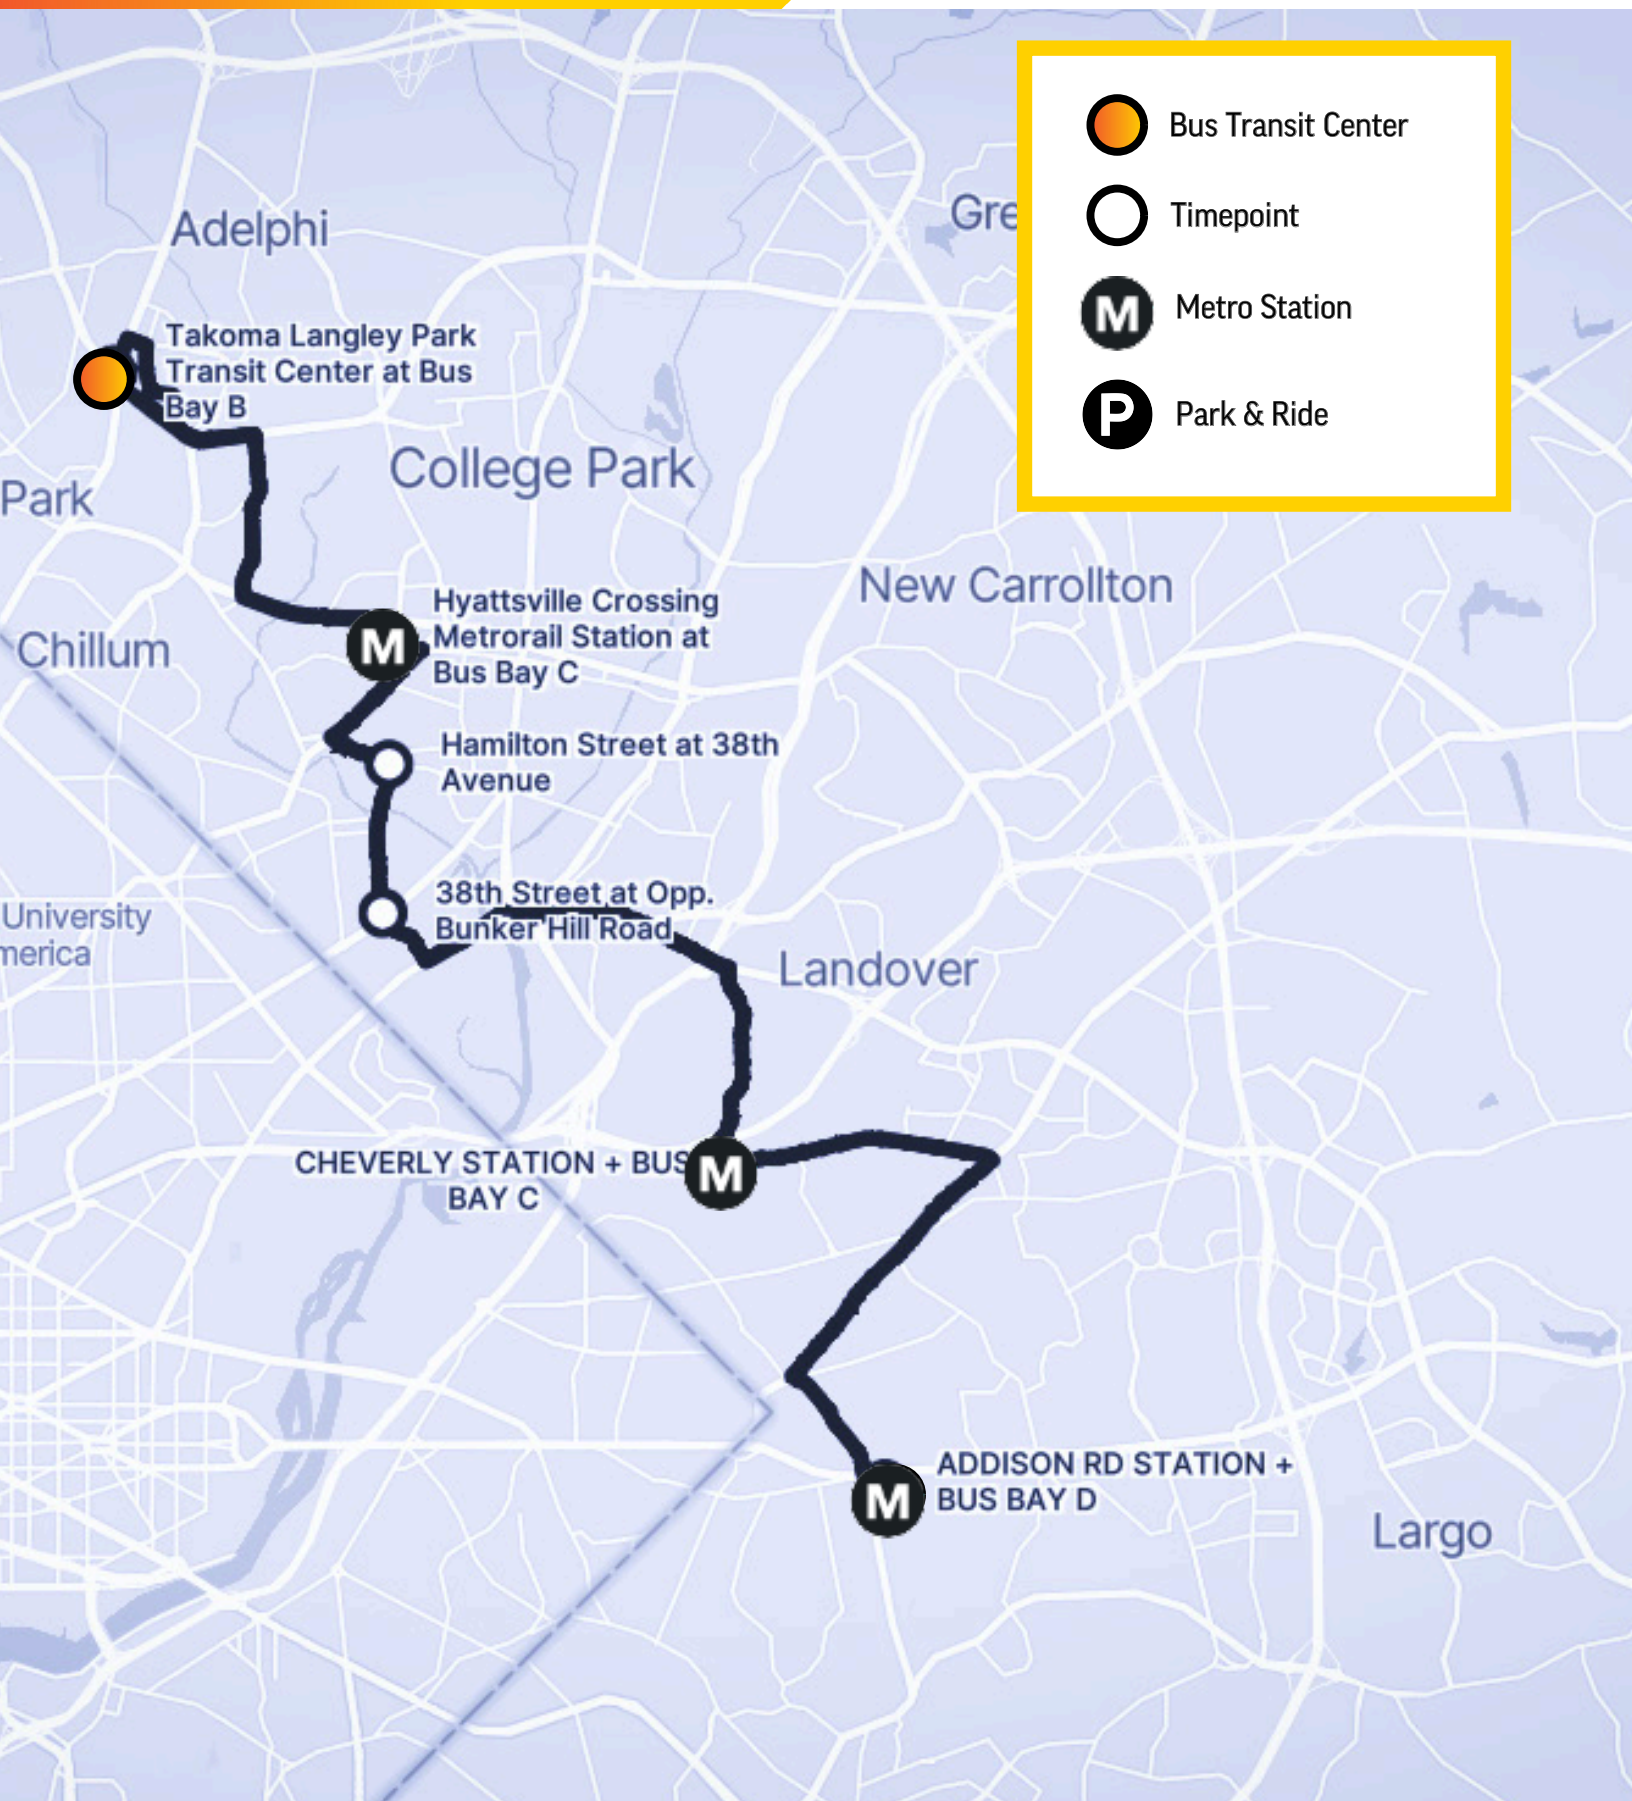 Bus Transit Center
Timepoint
Metro Station
Park & Ride
Adelphi
Gre
Takoma Langley Park
Transit Center at Bus
Bay B
College Park
Park
New Carrollton
Hyattsville Crossing
Metrorail Station at
Bus Bay C
Chillum
M
M
P
M
Hamilton Street at 38th
Avenue
38th Street at Opp.
Bunker Hill Road
University
merica
Landover
CHEVERLY STATION + BUS
BAY C
M
ADDISON RD STATION +
BUS BAY D
M
Largo